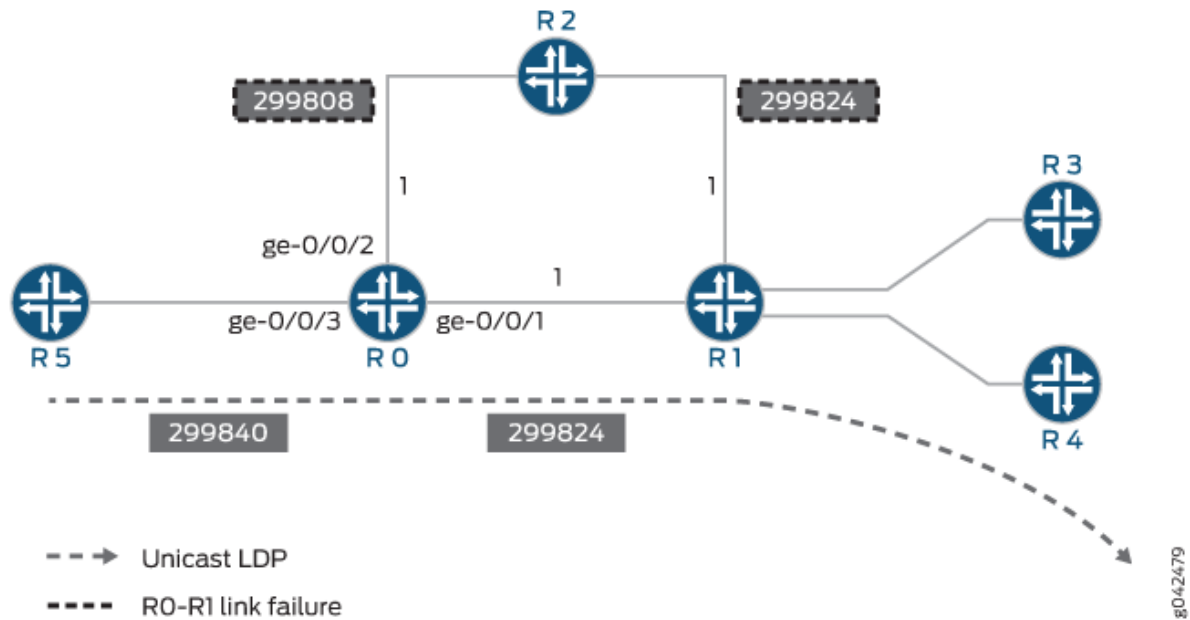 R 2
299808
299824
R 3
1
1
ge-0/0/2
1
ge-0/0/3
ge-0/0/1
R 5
R 0
R 1
R 4
299840
299824
Unicast LDP
R0-R1 link failure
g042479